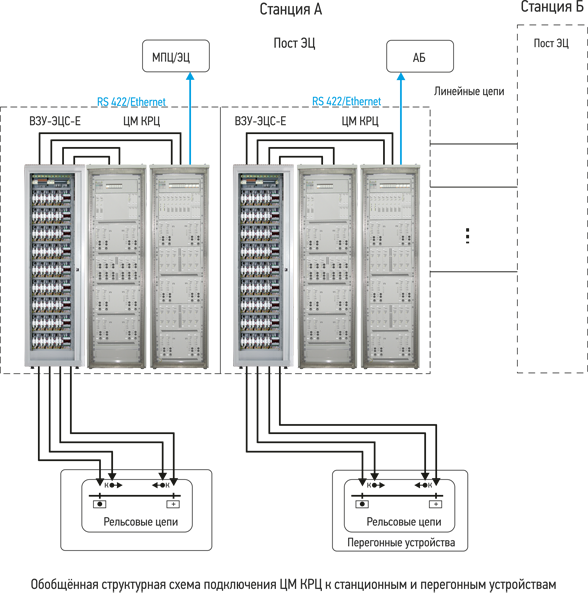 Станция А
Станция Б
Пост ЭЦ
Пост ЭЦ
МПЦ/ЭЦ
АБ
Линейные цепи
RS 422/Ethernet
RS 422/Ethernet
ВЗУ-ЭЦС-Е
ЦМ КРЦ
ВЗУ-ЭЦС-Е
ЦМ КРЦ
К
К
К
К
Рельсовые цепи
Рельсовые цепи
Перегонные устройства
Обобщённая структурная схема подключения ЦМ КРЦ к станционным и перегонным устройствам